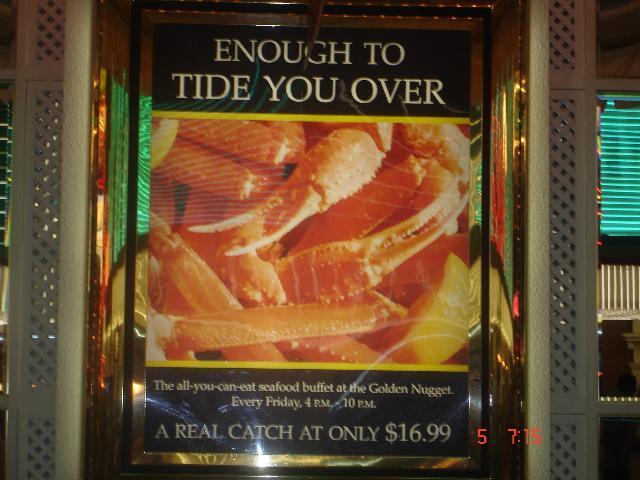 ENOUGH TO
TIDE YOU OVER
The all-you-can-eat seafood buffet at the Golden Nugget.
Every Friday, 4 P.M. - 10 P.M.
A REAL CATCH AT ONLY $16.99
5 7:15